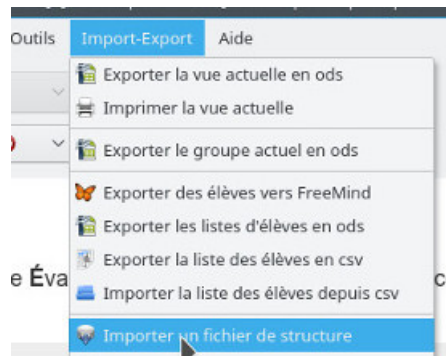 Outils Import-Export Aide
Exporter la vue actuelle en ods
Imprimer la vue actuelle
Exporter le groupe actuel en ods
Exporter des élèves vers FreeMind
Exporter les listes d'élèves en ods
Exporter la liste des élèves en csv
e Éva
Importer la liste des élèves depuis csv
Importer un fichier de structure